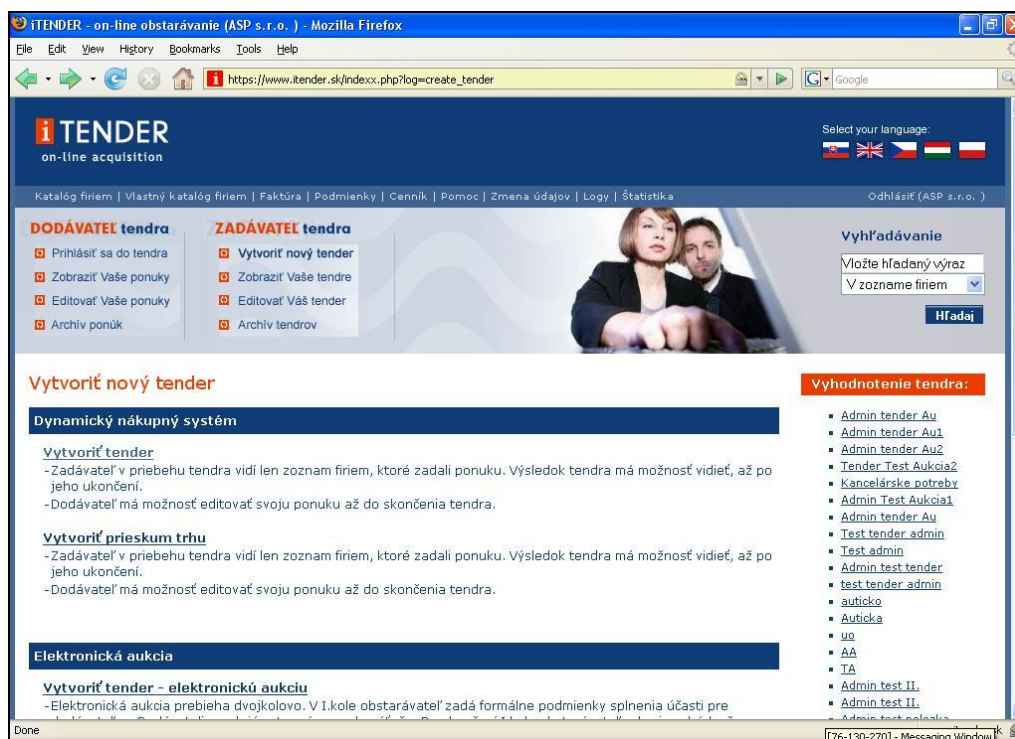 iTENDER - on-line obstarávanie (ASP s.r.o. ) - Mozilla Firefox
File Edit View History Bookmarks Tools Help
https://www.itender.sk/indexx.php?log=create_tender
Google
i TENDER
on-line acquisition
Select your language:
Katalóg firiem | Vlastný katalóg firiem | Faktúra | Podmienky | Cenník | Pomoc | Zmena údajov | Logy | Štatistika
Odhlásiť (ASP s.r.o. )
DODÁVATEĽ tendra
Prihlásiť sa do tendra
Zobraziť Vaše ponuky
Editovať Vaše ponuky
Archív ponúk
ZADÁVATEĽ tendra
Vytvoriť nový tender
Zobraziť Vaše tendre
Editovať Váš tender
Archív tendrov
Vyhľadávanie
Vložte hľadaný výraz
V zozname firiem
Hľadaj
Vytvoriť nový tender
Dynamický nákupný systém
Vytvoriť tender
-Zadávateľ v priebehu tendra vidí len zoznam firiem, ktoré zadali ponuku. Výsledok tendra má možnosť vidieť, až po
jeho ukončení.
-Dodávateľ má možnosť editovať svoju ponuku až do skončenia tendra.
Vytvoriť prieskum trhu
-Zadávateľ v priebehu tendra vidí len zoznam firiem, ktoré zadali ponuku. Výsledok tendra má možnosť vidieť, až po
jeho ukončení.
-Dodávateľ má možnosť editovať svoju ponuku až do skončenia tendra.
Elektronická aukcia
Vytvoriť tender - elektronickú aukciu
-Elektronická aukcia prebieha dvojkolovo. V I.kole obstarávateľ zadá formálne podmienky splnenia účasti pre
Vyhodnotenie tendra:
Admin tender Au
Admin tender Au1
Admin tender Au2
Tender Test Aukcia2
Kancelárske potreby
Admin Test Aukcia1
Admin tender Au
Test tender admin
Test admin
Admin test tender
test tender admin
auticko
Auticka
uo
AA
TA
Admin test II.
Admin test II.
Admin test polozka
Done
[76-130-270] - Messaging Window